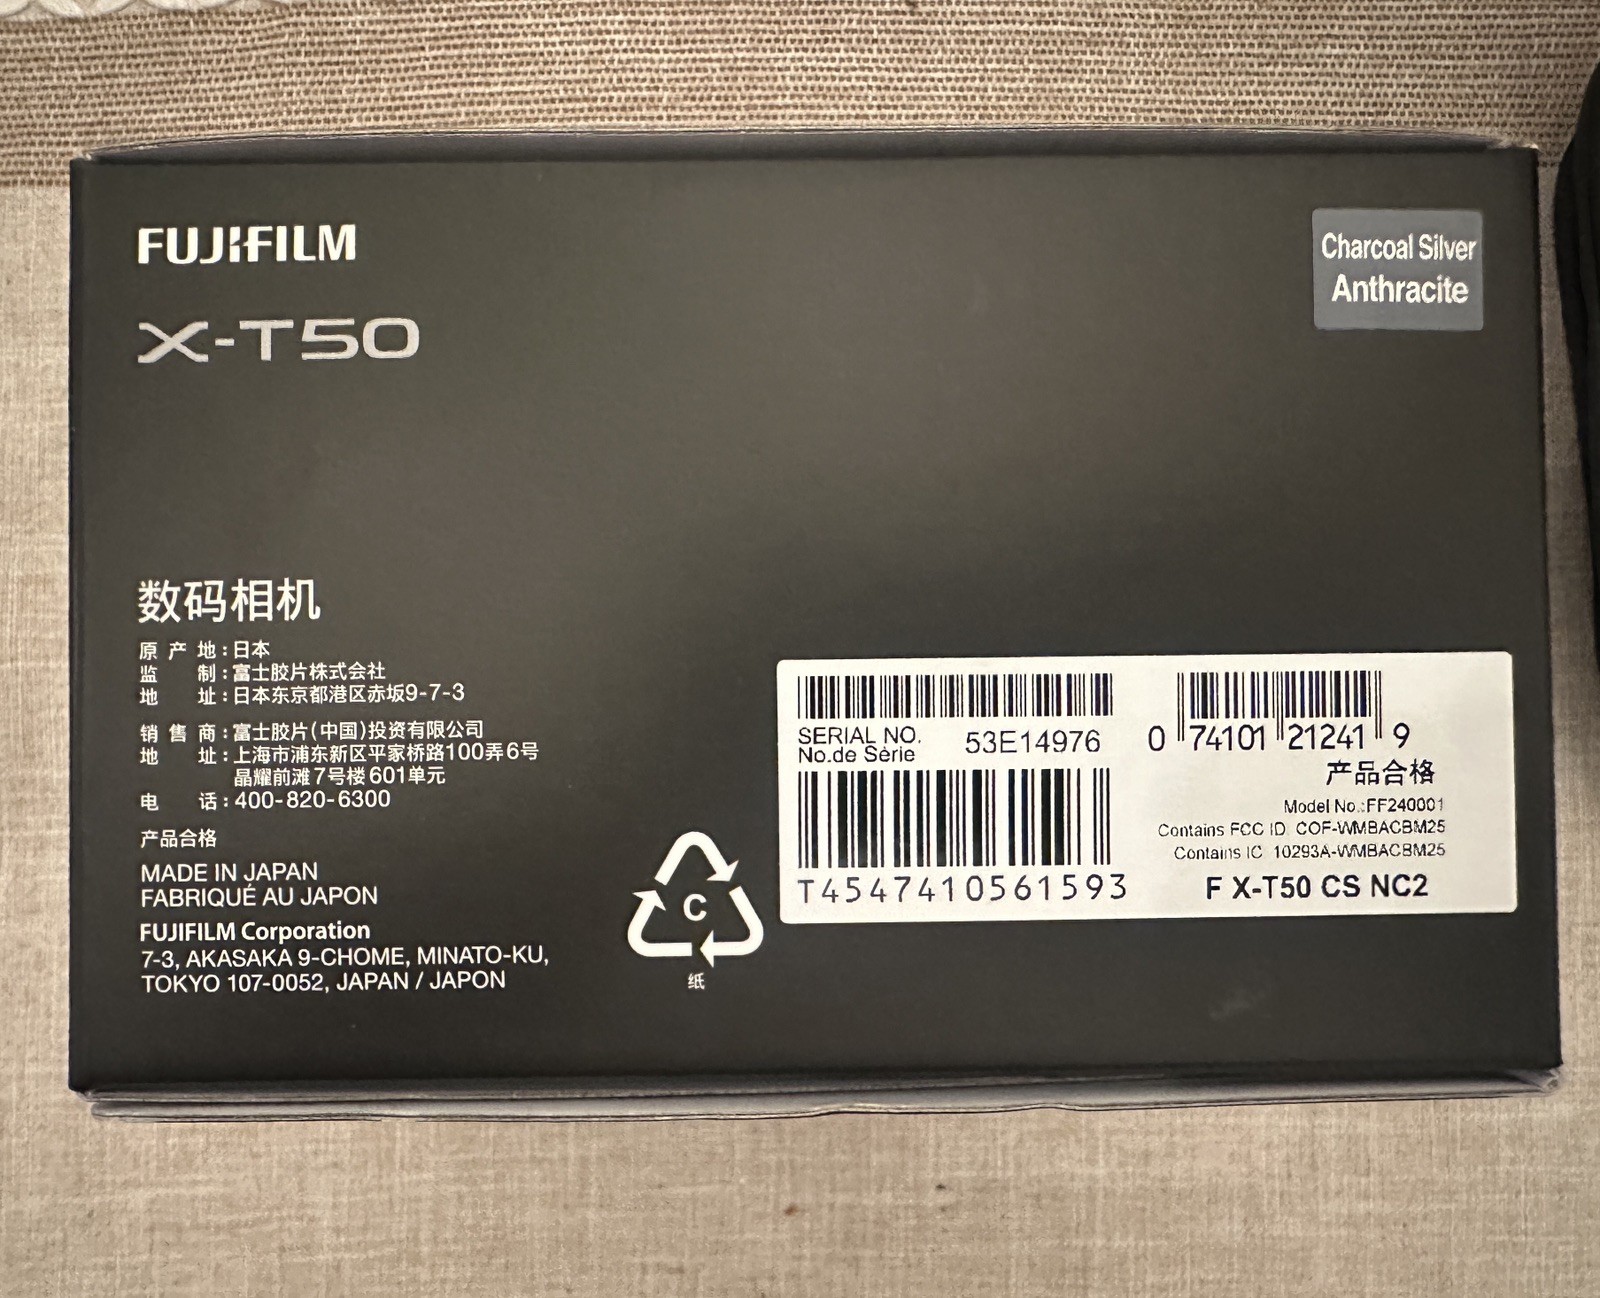 FUJIFILM
X-T50
Charcoal Silver
Anthracite
数码相机
原产地:日本
监制:富士胶片株式会社
地址:日本东京都港区赤坂9-7-3
销售商:富士胶片(中国)投资有限公司
地址:上海市浦东新区平家桥路100弄6号
晶耀前滩7号楼601单元
电话:400-820-6300
产品合格
MADE IN JAPAN
FABRIQUÉ AU JAPON
FUJIFILM Corporation
7-3, AKASAKA 9-CHOME, MINATO-KU,
TOKYO 107-0052, JAPAN / JAPON
C
纸
SERIAL NO.
No.de Série
53E14976
T4547410561593
0 74101 21241 9
产品合格
Model No.:FF240001
Contains FCC ID COF-WMBACBM25
Contains IC 10293A-WMBACBM25
F X-T50 CS NC2